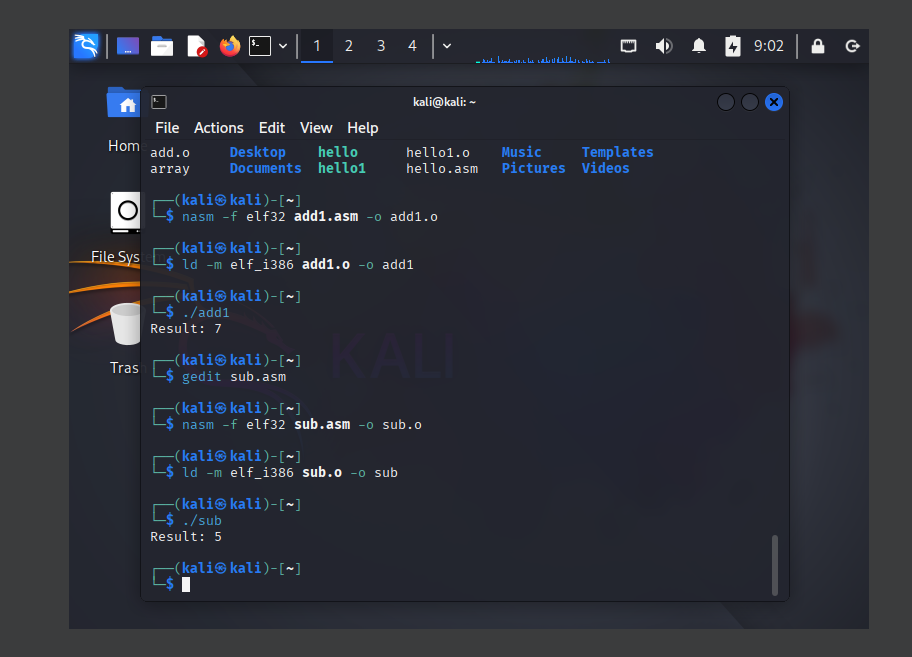 1 2 3 4 9:02
kali@kali: ~
File Actions Edit View Help
Home
File Sys
Trash
add.o Desktop hello hello1.o Music Templates
array Documents hello1 hello.asm Pictures Videos
┌──(kali㉿kali)-[~]
└─$ nasm -f elf32 add1.asm -o add1.o
┌──(kali㉿kali)-[~]
└─$ ld -m elf_i386 add1.o -o add1
┌──(kali㉿kali)-[~]
└─$ ./add1
Result: 7
┌──(kali㉿kali)-[~]
└─$ gedit sub.asm
┌──(kali㉿kali)-[~]
└─$ nasm -f elf32 sub.asm -o sub.o
┌──(kali㉿kali)-[~]
└─$ ld -m elf_i386 sub.o -o sub
┌──(kali㉿kali)-[~]
└─$ ./sub
Result: 5
┌──(kali㉿kali)-[~]
└─$
KALI